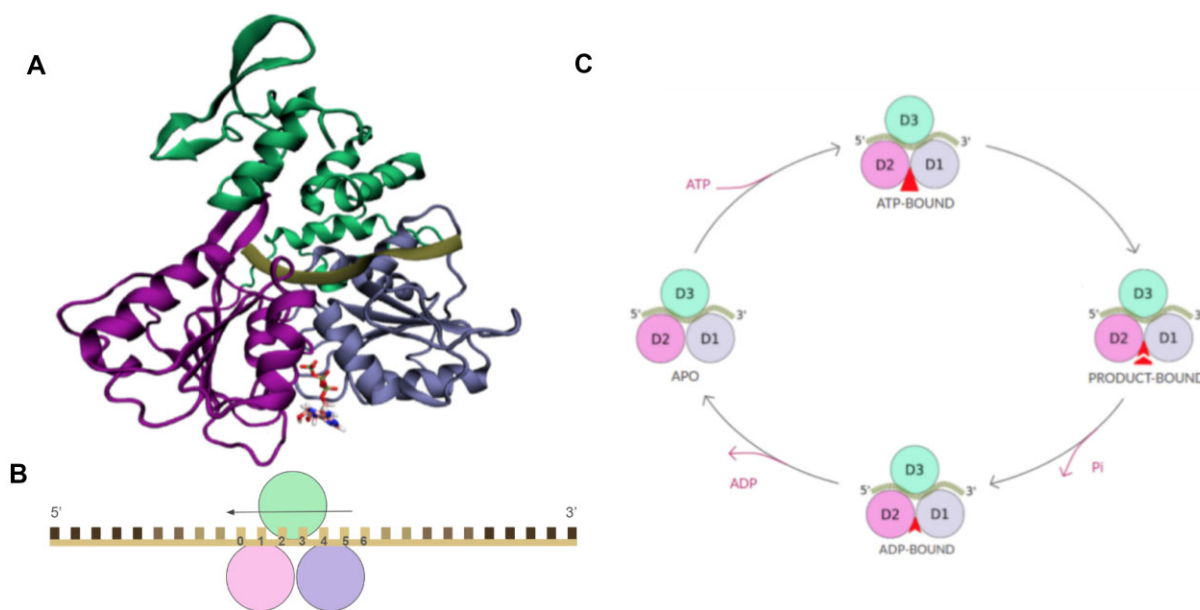 A
B
5'
3'
0 1 2 3 4 5 6
C
D3
5'
3'
D2
D1
ATP-BOUND
ATP
D3
5'
3'
D2
D1
APO
D3
5'
3'
D2
D1
PRODUCT-BOUND
Pi
ADP
D3
5'
3'
D2
D1
ADP-BOUND